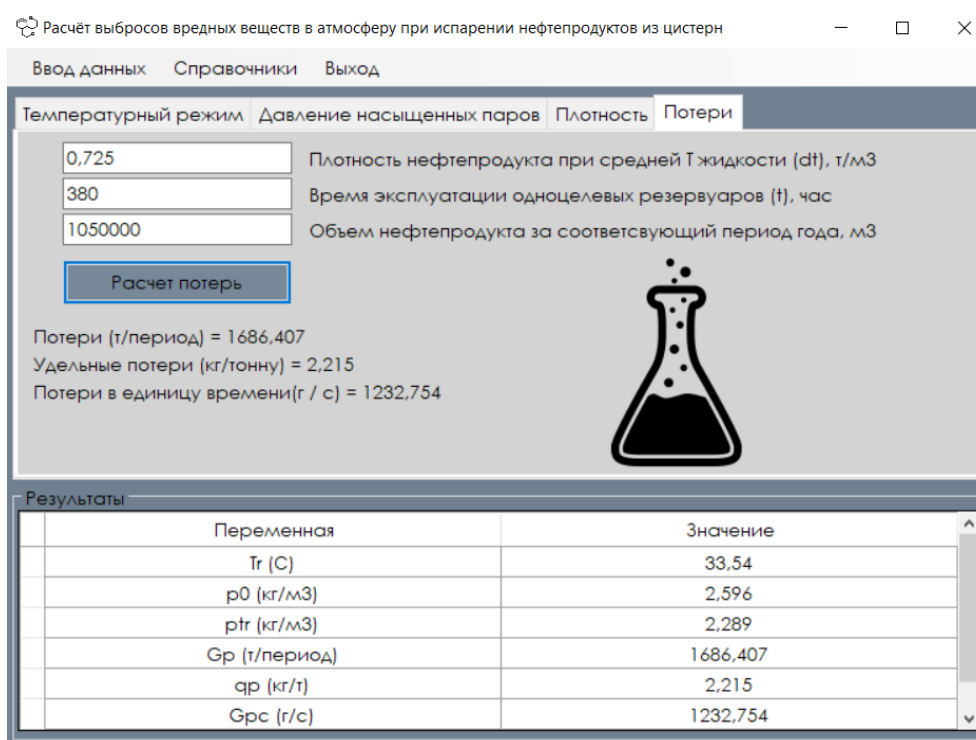 Расчёт выбросов вредных веществ в атмосферу при испарении нефтепродуктов из цистерн
Ввод данных Справочники Выход
Температурный режим Давление насыщенных паров Плотность Потери
0,725 Плотность нефтепродукта при средней Т жидкости (dt), т/м3
380 Время эксплуатации одноцелевых резервуаров (t), час
1050000 Объем нефтепродукта за соответсвующий период года, м3
Расчет потерь
Потери (т/период) = 1686,407
Удельные потери (кг/тонну) = 2,215
Потери в единицу времени(г / с) = 1232,754
Результаты
Переменная Значение
Tr (C) 33,54
p0 (кг/м3) 2,596
ptr (кг/м3) 2,289
Gp (т/период) 1686,407
qp (кг/т) 2,215
Gpc (г/с) 1232,754